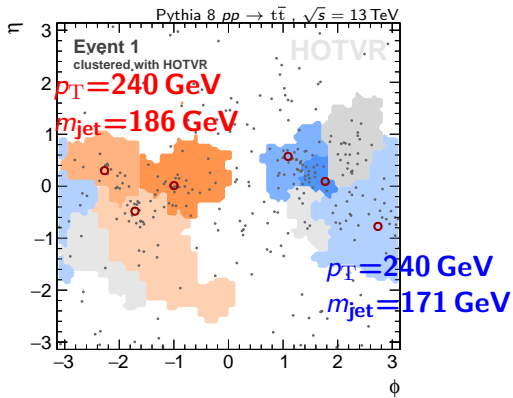 Pythia 8 pp → tt̄ , √s = 13 TeV
η
Event 1
clustered with HOTVR
HOTVR
p_T=240 GeV
m_jet=186 GeV
p_T=240 GeV
m_jet=171 GeV
3
2
1
0
−1
−2
−3
−3 −2 −1 0 1 2 3
φ